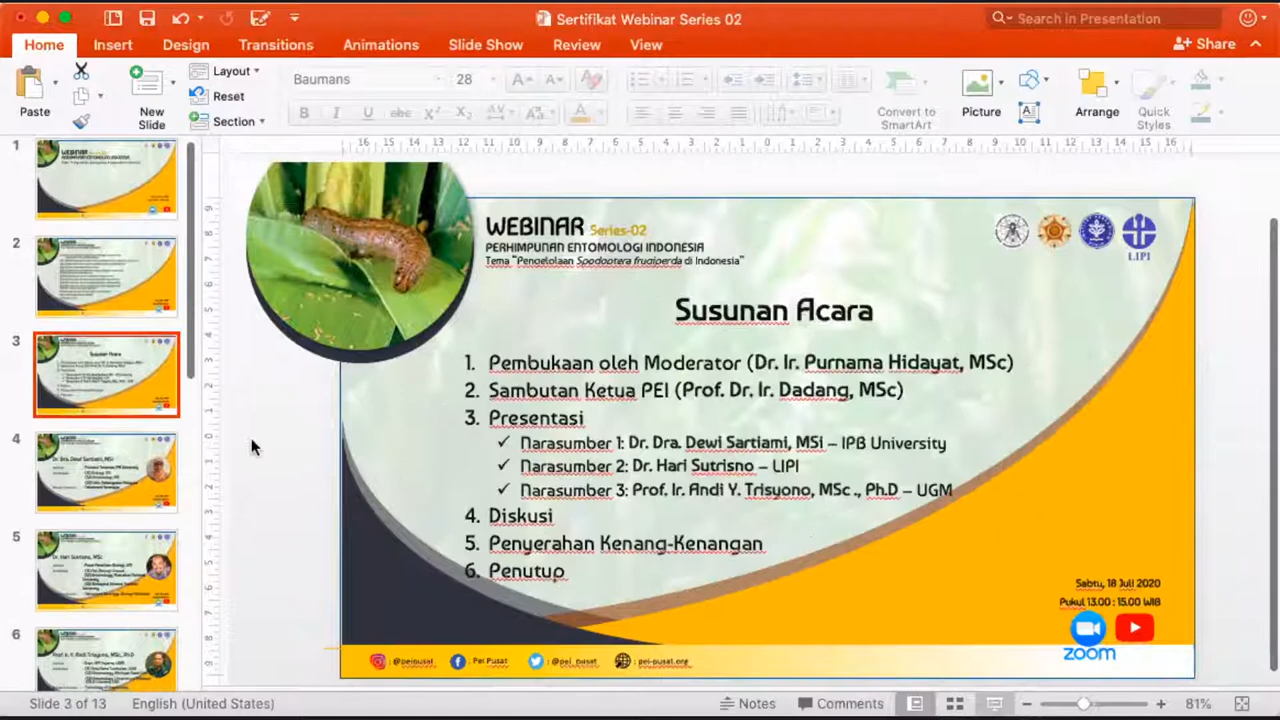 Sertifikat Webinar Series 02
Search in Presentation
Home Insert Design Transitions Animations Slide Show Review View
Share
Paste
New Slide
Layout
Reset
Section
Baumans 28
Convert to SmartArt
Picture
Arrange
Quick Styles
WEBINAR Series-02
PERHIMPUNAN ENTOMOLOGI INDONESIA
Tema "Pengelolaan Spodoptera frugiperda di Indonesia"
LIPI
Susunan Acara
1. Pembukaan oleh Moderator (Dr. Ir. Purnama Hidayat, MSc)
2. Sambutan Ketua PEI (Prof. Dr. Ir. Dadang, MSc)
3. Presentasi
✓ Narasumber 1: Dr. Dra. Dewi Sartiami, MSi – IPB University
✓ Narasumber 2: Dr. Hari Sutrisno – LIPI
✓ Narasumber 3: Prof. Ir. Andi Y. Trisyono, MSc., Ph.D – UGM
4. Diskusi
5. Penyerahan Kenang-Kenangan
6. Penutup
Sabtu, 18 Juli 2020
Pukul 13.00 : 15.00 WIB
zoom
@peipusat Pei Pusat @pei_pusat pei-pusat.org
1
2
3
4
5
6
Slide 3 of 13 English (United States) Notes Comments 81%